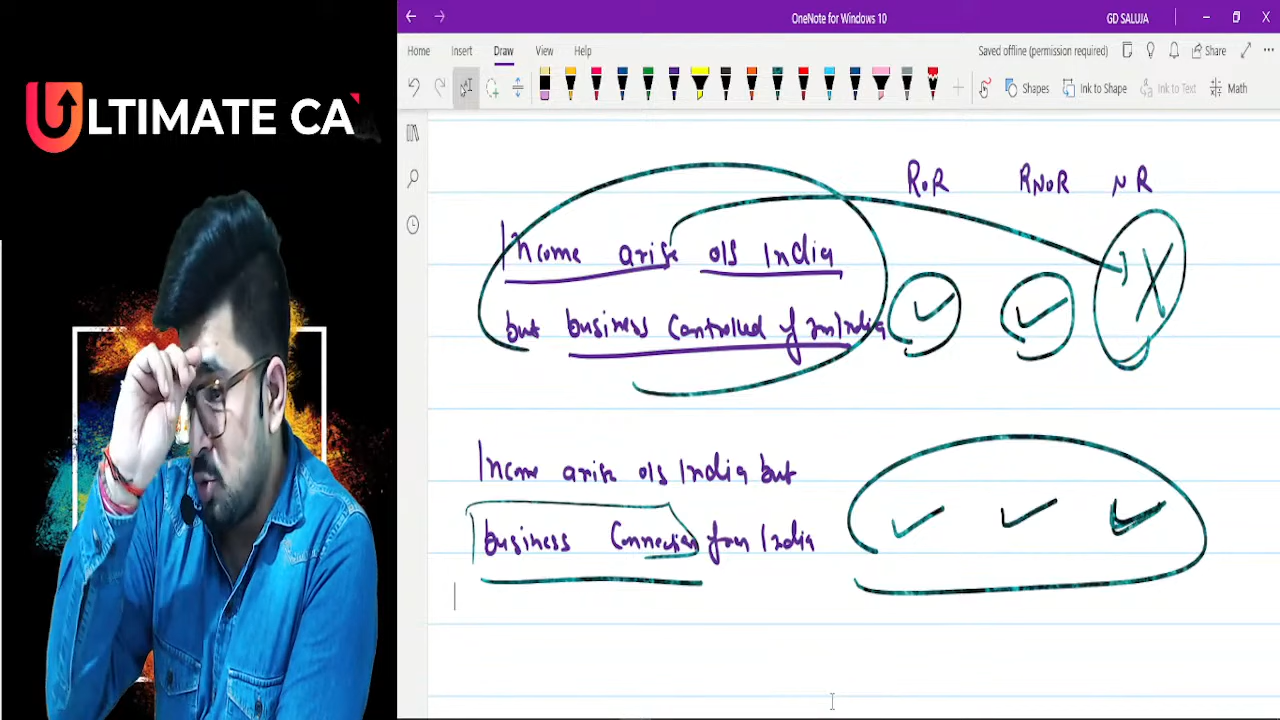 ULTIMATE CA
OneNote for Windows 10
GD SALUJA
Home
Insert
Draw
View
Help
Saved offline (permission required)
Share
Shapes
Ink to Shape
Ink to Text
Math
ROR RNOR NR
Income arise o/s India
but business Controlled from India
Income arise o/s India but
business Connection from India